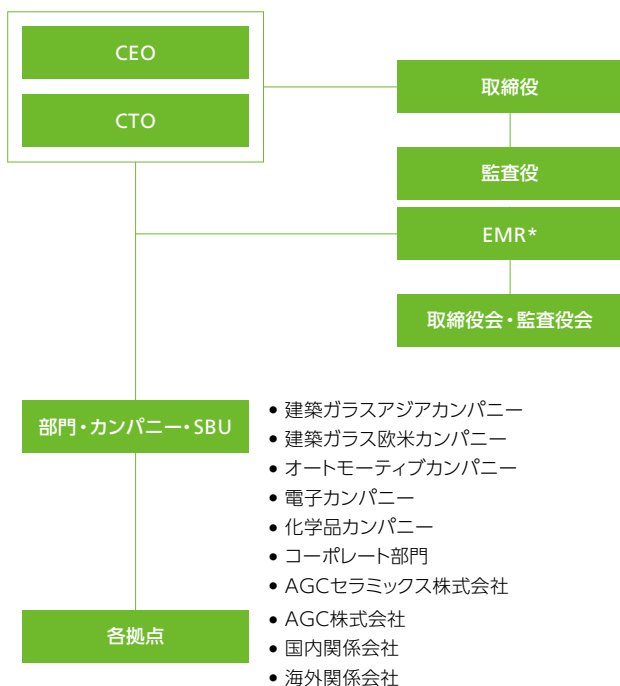 CEO
CTO
取締役
監査役
EMR*
取締役会・監査役会
部門・カンパニー・SBU
• 建築ガラスアジアカンパニー
• 建築ガラス欧米カンパニー
• オートモーティブカンパニー
• 電子カンパニー
• 化学品カンパニー
• コーポレート部門
• AGCセラミックス株式会社
各拠点
• AGC株式会社
• 国内関係会社
• 海外関係会社